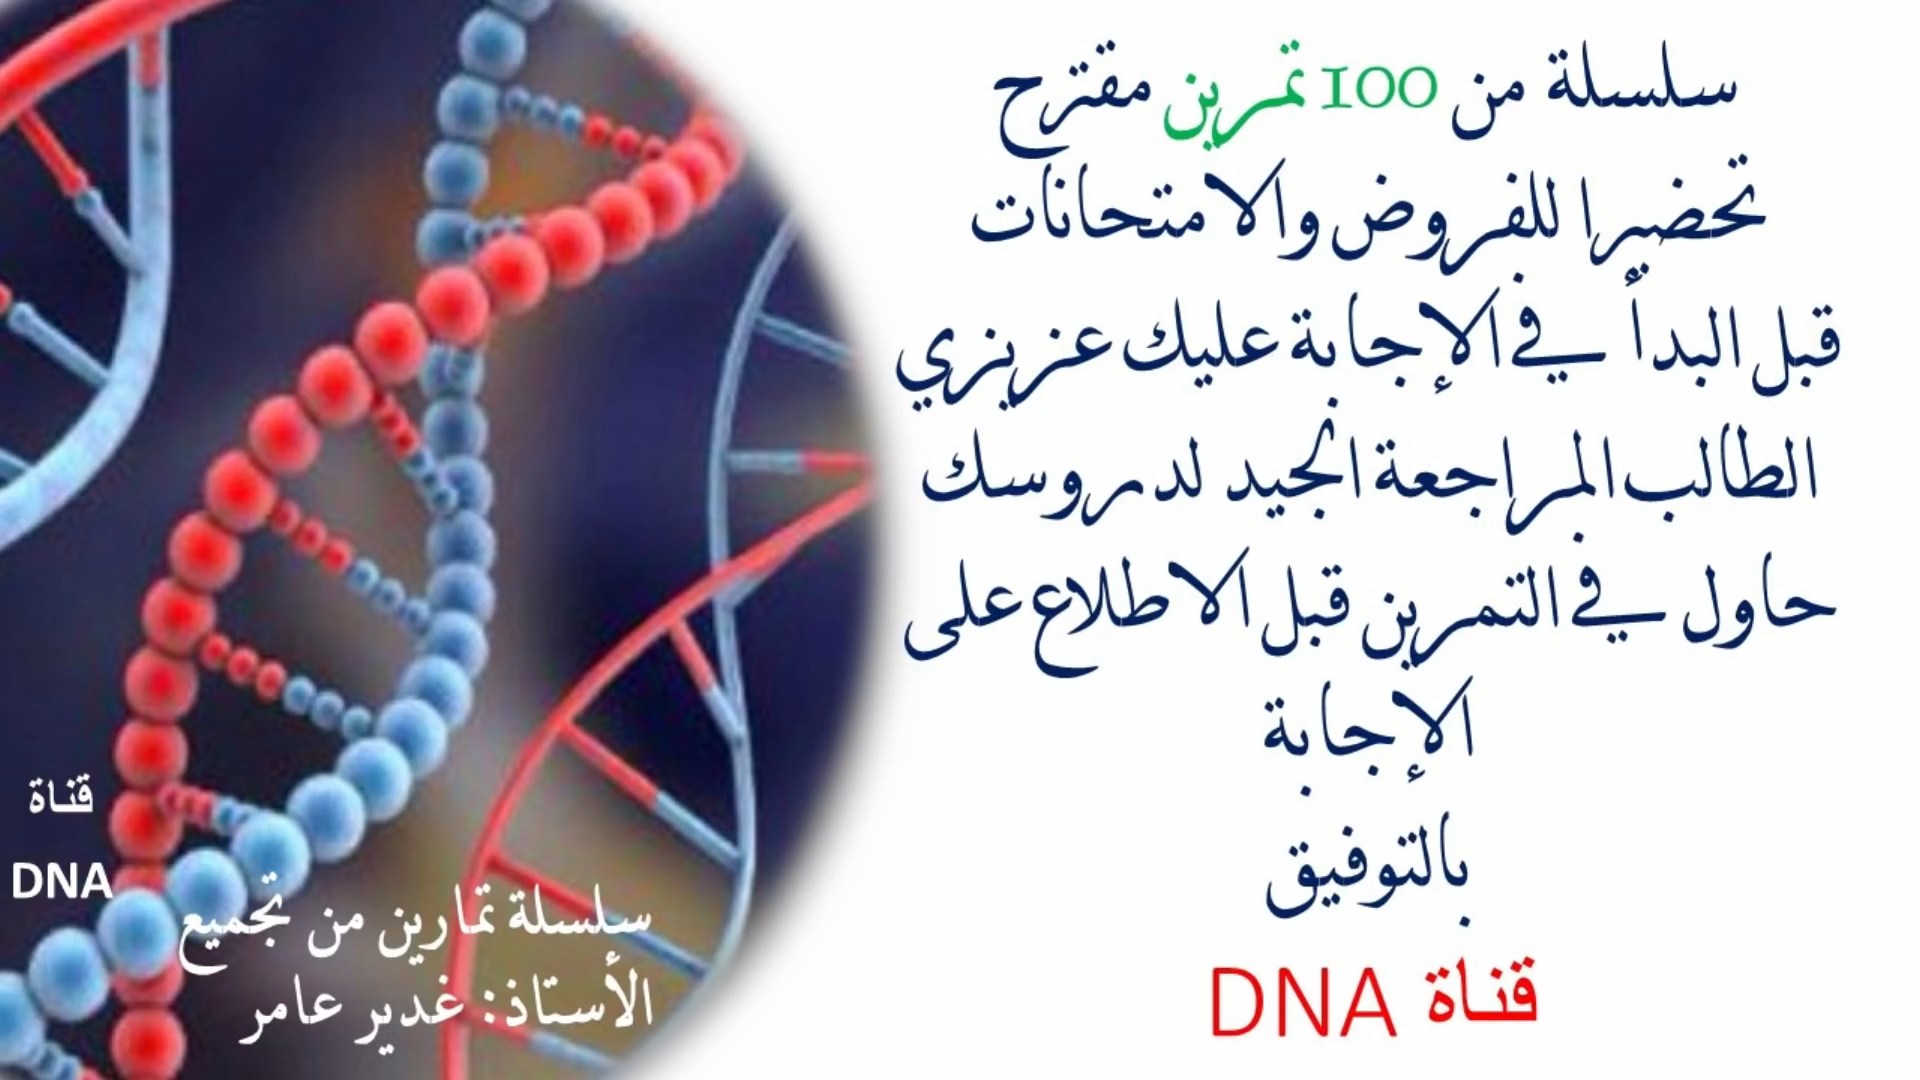 سلسلة من 100 تمرين مقترح
تحضيرا للفروض والامتحانات
قبل البدأ في الإجابة عليك عزيزي
الطالب المراجعة الجيد لدروسك
حاول في التمرين قبل الاطلاع على
الإجابة
بالتوفيق
قناة DNA
قناة
DNA
سلسلة تمارين من تجميع
الأستاذ: غدير عامر